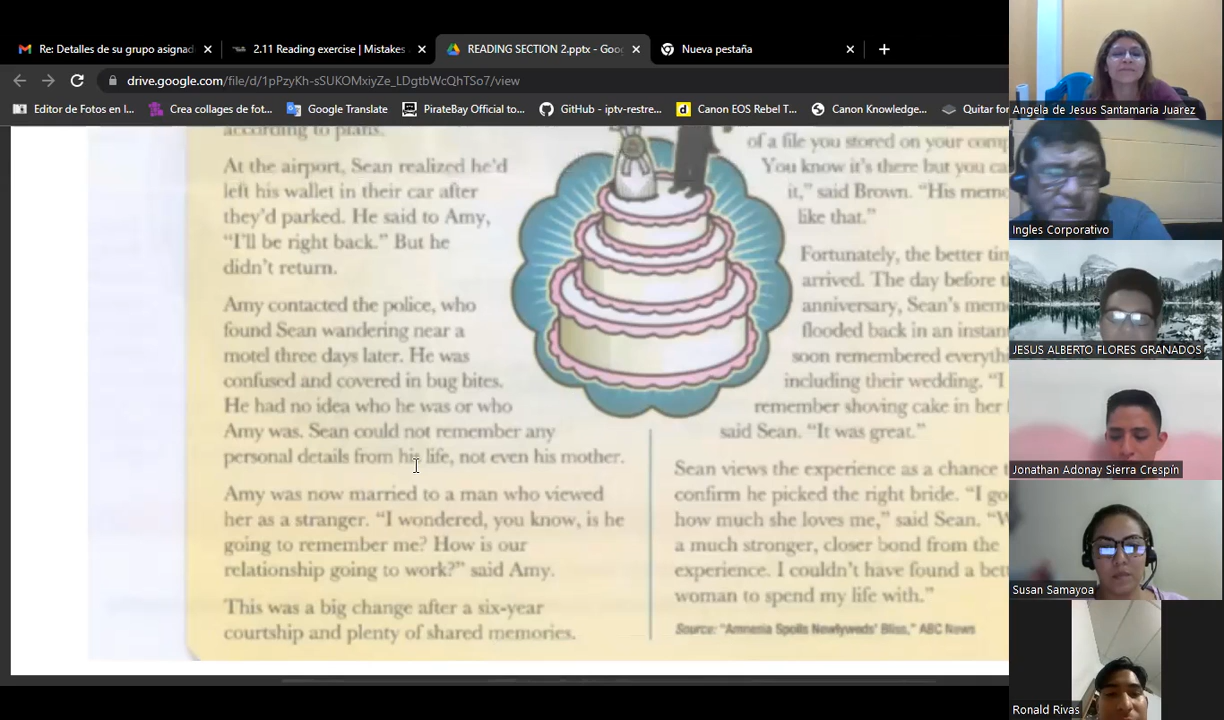 Re: Detalles de su grupo asignad
2.11 Reading exercise | Mistakes
READING SECTION 2.pptx - Goo
Nueva pestaña
drive.google.com/file/d/1pPzyKh-sSUKOMxiyZe_LDgtbWcQhTSo7/view
Editor de Fotos en l...
Crea collages de fot...
Google Translate
PirateBay Official to...
GitHub - iptv-restre...
Canon EOS Rebel T...
Canon Knowledge...
Quitar for
according to plans.
At the airport, Sean realized he'd
left his wallet in their car after
they'd parked. He said to Amy,
"I'll be right back." But he
didn't return.
Amy contacted the police, who
found Sean wandering near a
motel three days later. He was
confused and covered in bug bites.
He had no idea who he was or who
Amy was. Sean could not remember any
personal details from his life, not even his mother.
Amy was now married to a man who viewed
her as a stranger. "I wondered, you know, is he
going to remember me? How is our
relationship going to work?" said Amy.
This was a big change after a six-year
courtship and plenty of shared memories.
of a file you stored on your comp
You know it's there but you ca
it," said Brown. "His memo
like that."
Fortunately, the better tim
arrived. The day before t
anniversary, Sean's mem
flooded back in an instan
soon remembered everythi
including their wedding. "I
remember shoving cake in her
said Sean. "It was great."
Sean views the experience as a chance t
confirm he picked the right bride. "I go
how much she loves me," said Sean. "W
a much stronger, closer bond from the
experience. I couldn't have found a bet
woman to spend my life with."
Source: "Amnesia Spoils Newlyweds' Bliss," ABC News
Angela de Jesus Santamaria Juarez
Ingles Corporativo
JESUS ALBERTO FLORES GRANADOS
Jonathan Adonay Sierra Crespín
Susan Samayoa
Ronald Rivas